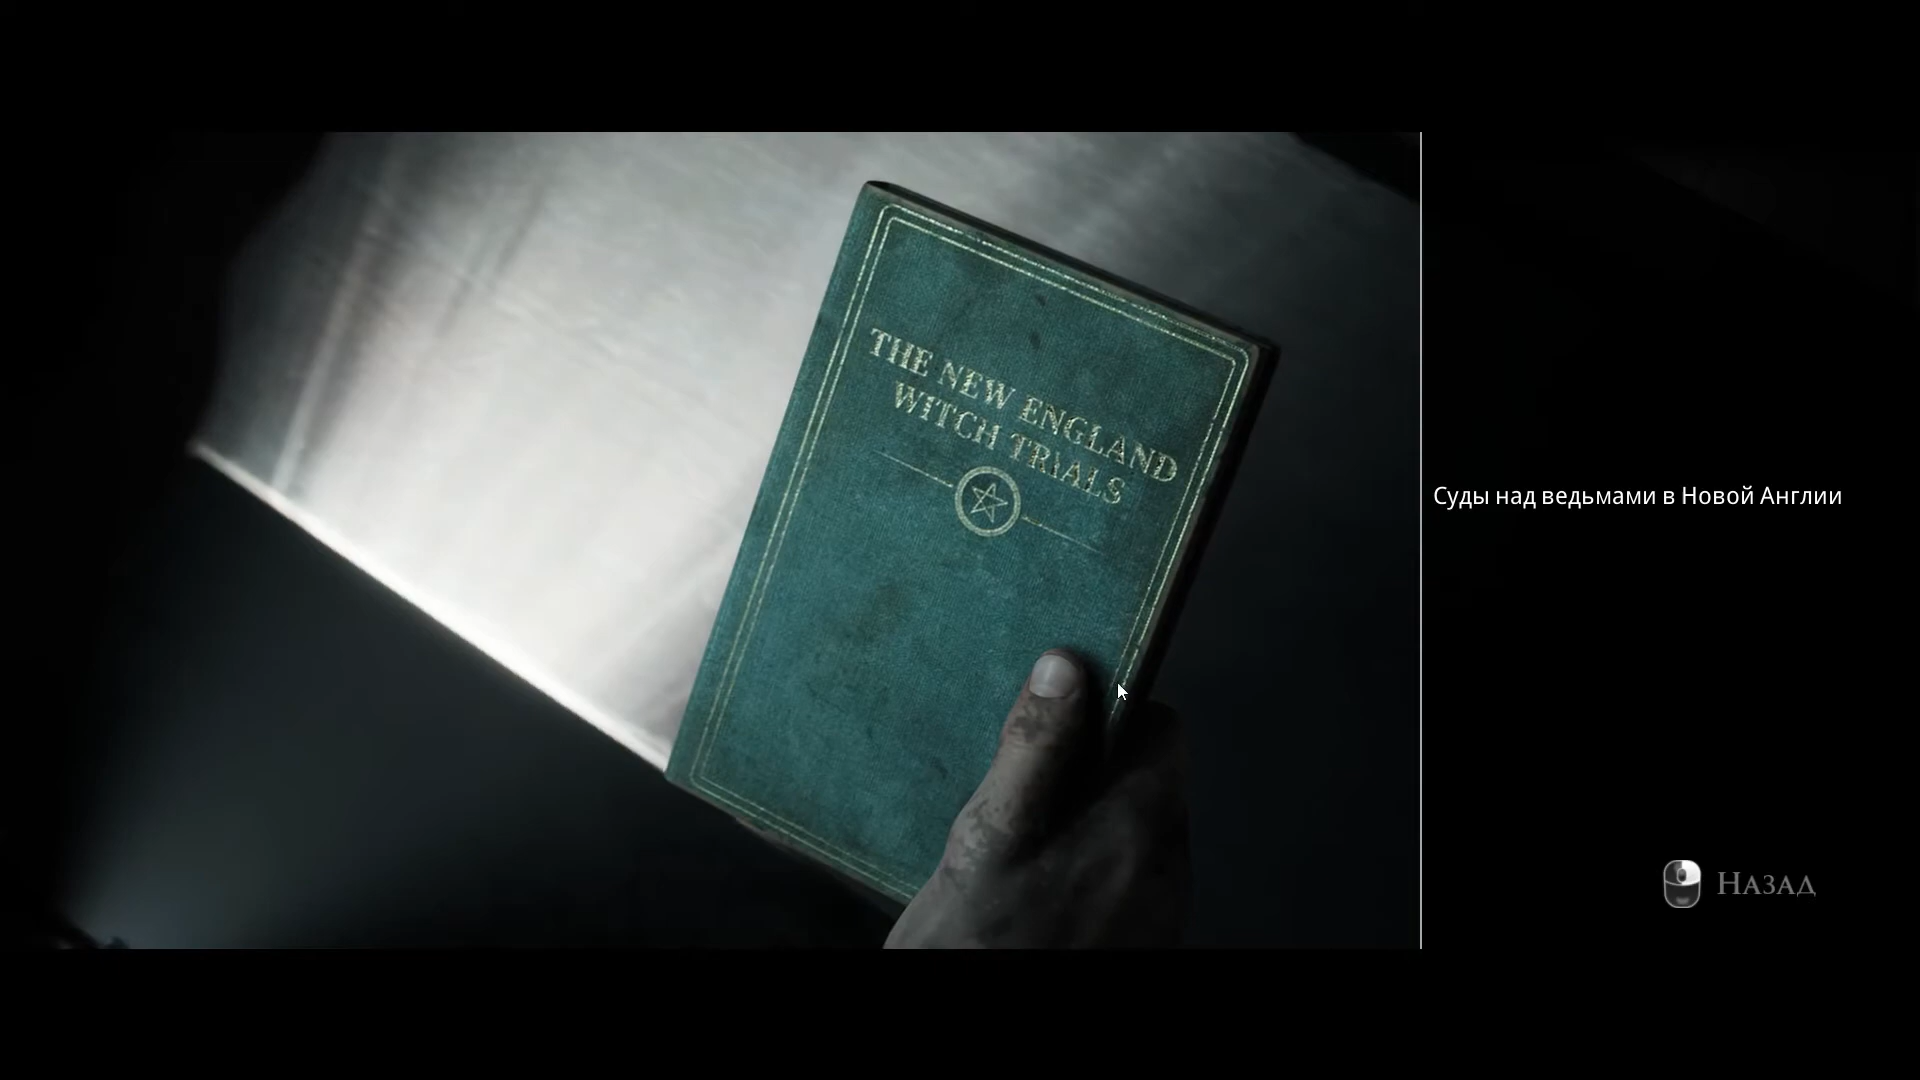 THE NEW ENGLAND
WITCH TRIALS
Суды над ведьмами в Новой Англии
Назад